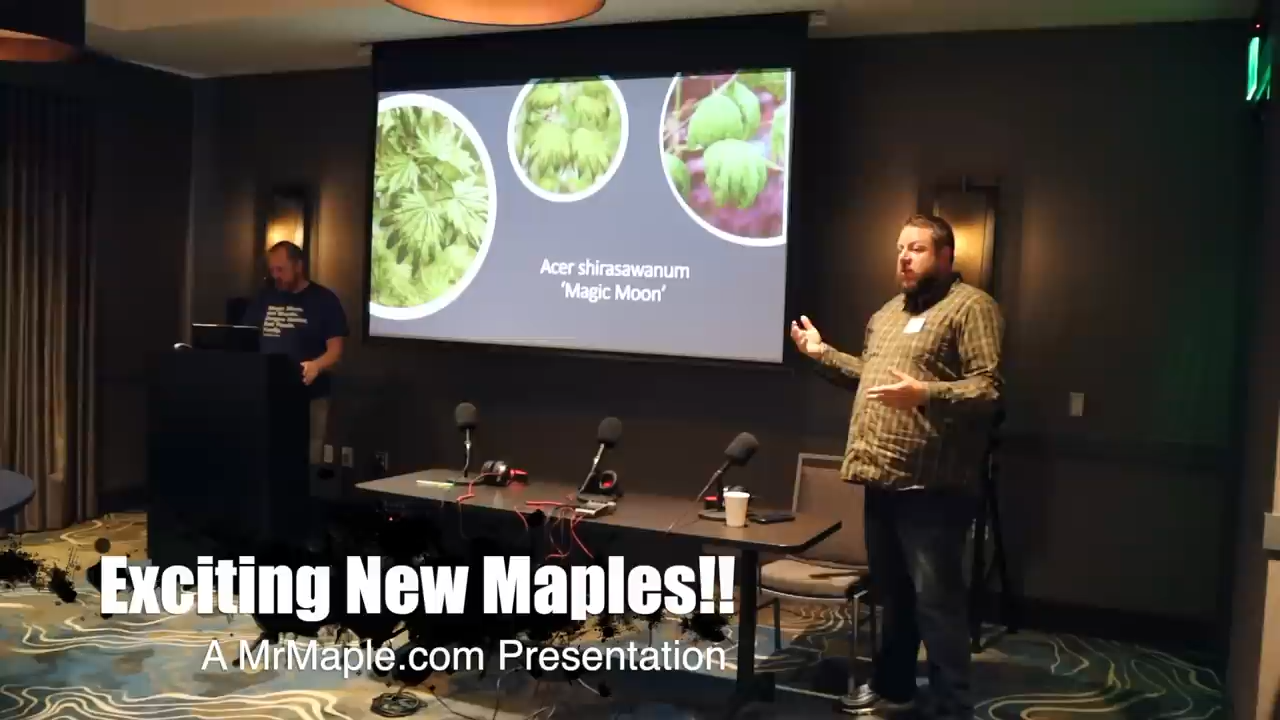 Acer shirasawanum
‘Magic Moon’
Exciting New Maples!!
A MrMaple.com Presentation